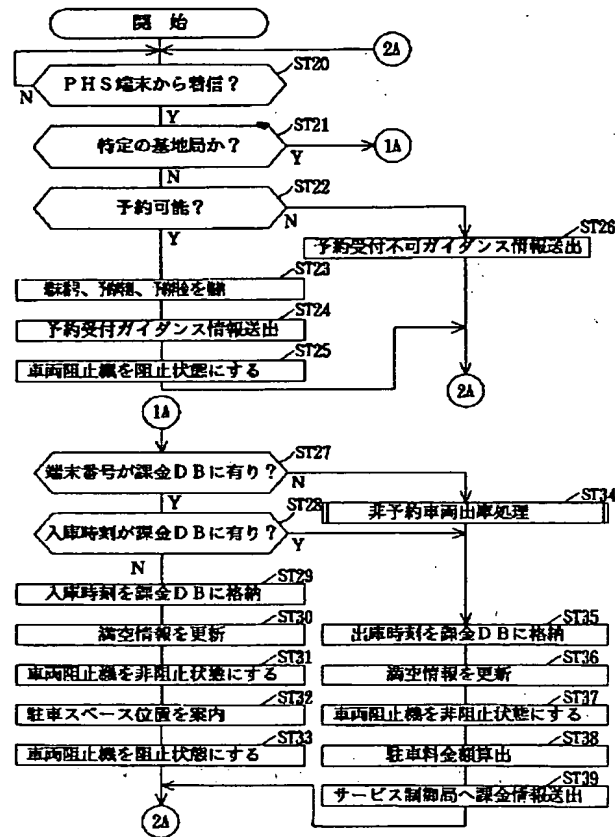 開始
2A
ST20
PHS端末から着信?
N
Y
ST21
特定の基地局か?
Y
1A
N
ST22
予約可能?
N
Y
ST26
予約受付不可ガイダンス情報送出
ST23
ST24
予約受付ガイダンス情報送出
ST25
車両阻止機を阻止状態にする
2A
1A
ST27
端末番号が課金DBに有り?
N
Y
ST34
非予約車両出庫処理
ST28
入庫時刻が課金DBに有り?
Y
N
ST29
入庫時刻を課金DBに格納
ST30
満空情報を更新
ST31
車両阻止機を非阻止状態にする
ST32
駐車スペース位置を案内
ST33
車両阻止機を阻止状態にする
2A
ST35
出庫時刻を課金DBに格納
ST36
満空情報を更新
ST37
車両阻止機を非阻止状態にする
ST38
駐車料金額算出
ST39
サービス制御局へ課金情報送出